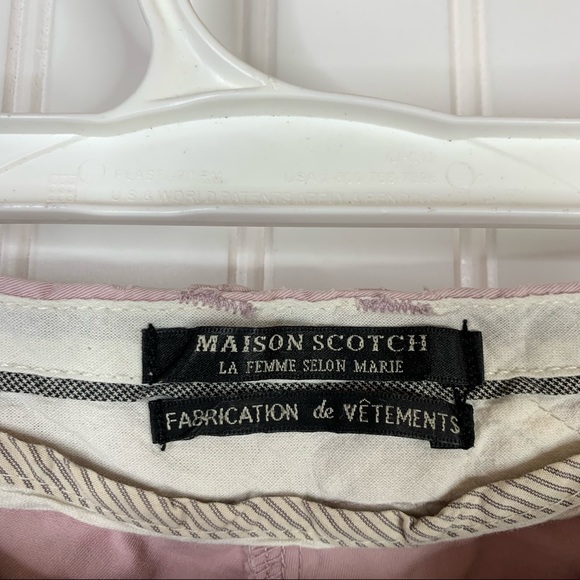 MAISON SCOTCH
LA FEMME SELON MARIE
FABRICATION de VÊTEMENTS